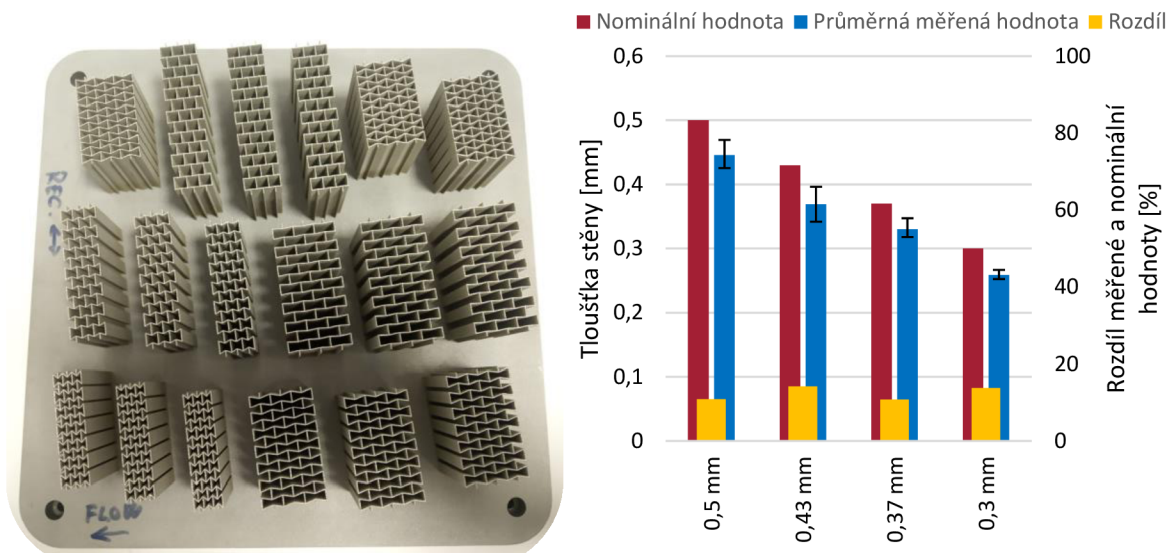 REC. ↔
FLOW
←
Nominální hodnota Průměrná měřená hodnota Rozdíl
Tloušťka stěny [mm]
0,6
0,5
0,4
0,3
0,2
0,1
0
100
80
60
40
20
0
Rozdíl měřené a nominální
hodnoty [%]
0,5 mm
0,43 mm
0,37 mm
0,3 mm